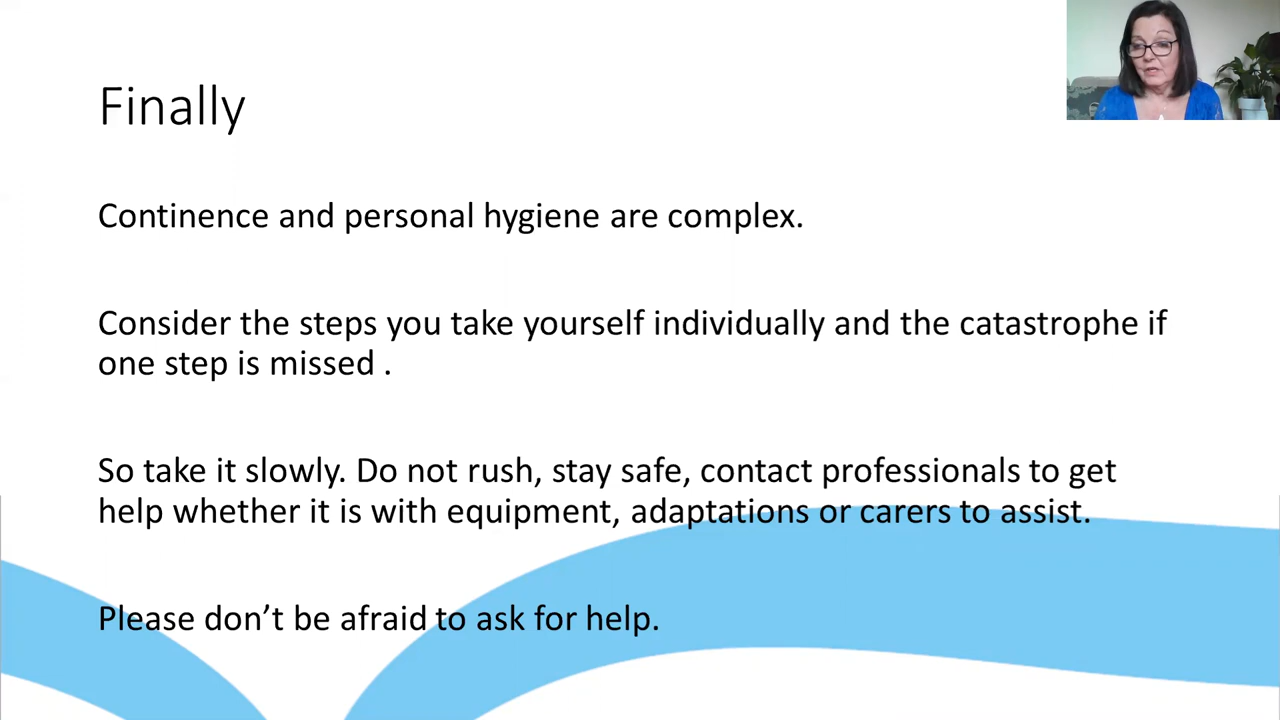 Finally
Continence and personal hygiene are complex.
Consider the steps you take yourself individually and the catastrophe if
one step is missed .
So take it slowly. Do not rush, stay safe, contact professionals to get
help whether it is with equipment, adaptations or carers to assist.
Please don’t be afraid to ask for help.